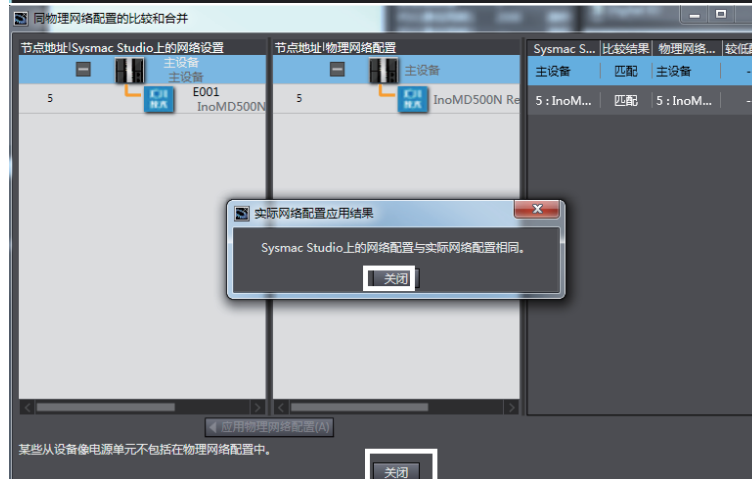 同物理网络配置的比较和合并
节点地址|Sysmac Studio上的网络设置
主设备
主设备
5
E001
InoMD500N
节点地址|物理网络配置
主设备
5
InoMD500N Re
Sysmac S... 比较结果 物理网络... 较低
主设备 匹配 主设备 -
5 : InoM... 匹配 5 : InoM... -
实际网络配置应用结果
Sysmac Studio上的网络配置与实际网络配置相同。
关闭
应用物理网络配置(A)
某些从设备像电源单元不包括在物理网络配置中。
关闭